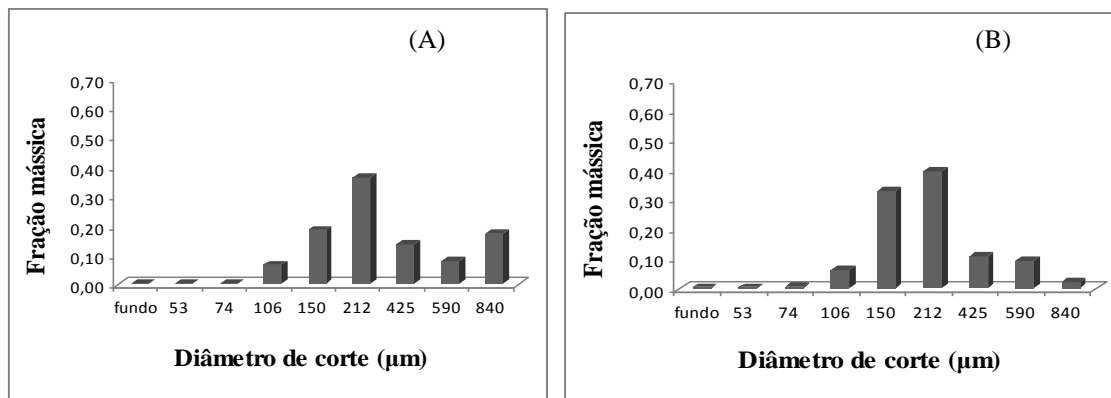 (A)
Fração mássica
0,70
0,60
0,50
0,40
0,30
0,20
0,10
0,00
fundo 53 74 106 150 212 425 590 840
Diâmetro de corte (µm)
(B)
Fração mássica
0,70
0,60
0,50
0,40
0,30
0,20
0,10
0,00
fundo 53 74 106 150 212 425 590 840
Diâmetro de corte (µm)